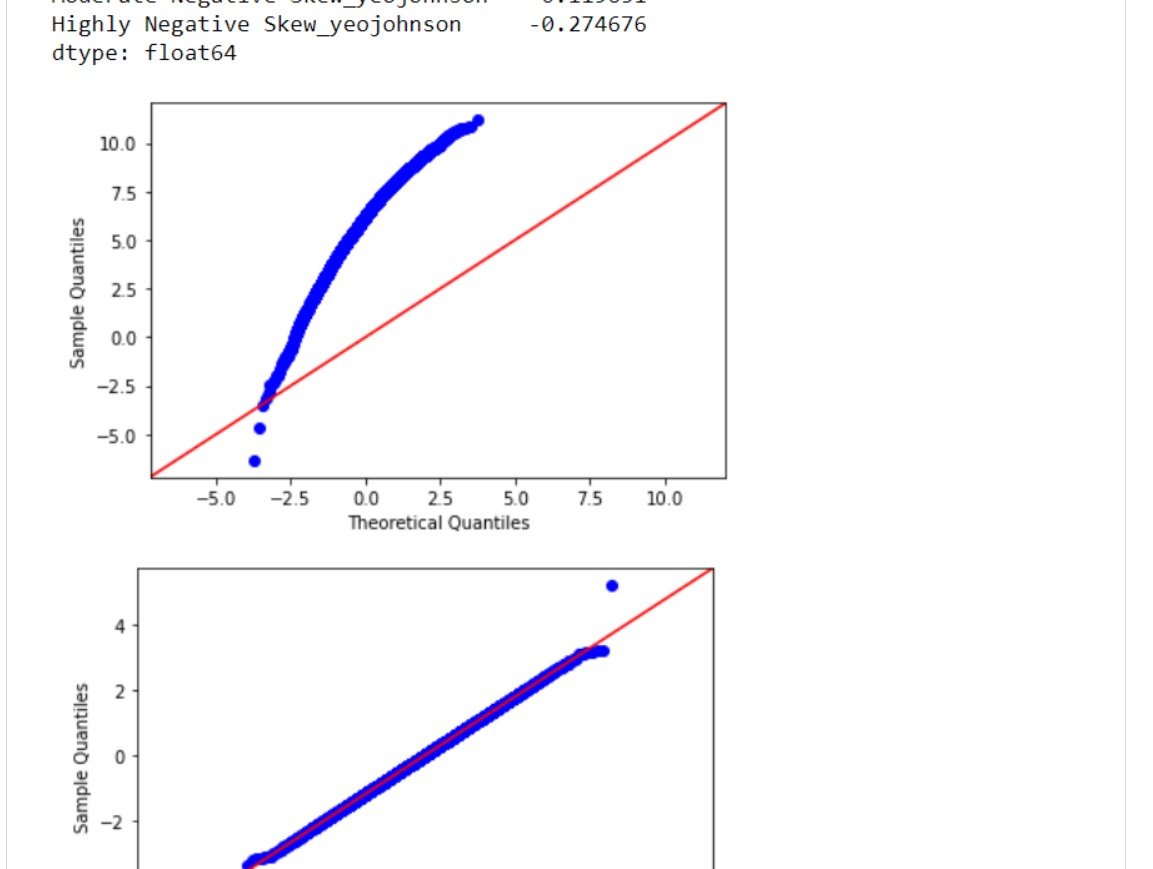 Highly Negative Skew_yeojohnson -0.274676
dtype: float64
10.0
7.5
5.0
2.5
0.0
−2.5
−5.0
Sample Quantiles
−5.0 −2.5 0.0 2.5 5.0 7.5 10.0
Theoretical Quantiles
4
2
0
−2
Sample Quantiles